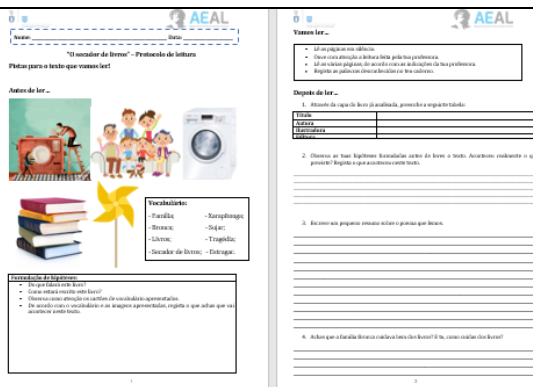 AEAL
Nome: Data:
"O secador de livros" – Protocolo de leitura
Pistas para o texto que vamos ler!
Antes de ler...
Vocabulário:
- Família; - Xaraphonga;
- Bronca; - Sujar;
- Livros; - Tragédia;
- Secador de livros; - Estragar.
Formulação de hipóteses:
• Do que falará este livro?
• Como estará escrito este livro?
• Observa com atenção os cartões de vocabulário apresentados.
• De acordo com o vocabulário e as imagens apresentadas, regista o que achas que vai
acontecer neste texto.
1
AEAL
Vamos ler...
• Lê as páginas em silêncio.
• Ouve com atenção a leitura feita pela tua professora.
• Lê as várias páginas, de acordo com as indicações da tua professora.
• Regista as palavras desconhecidas no teu caderno.
Depois de ler...
1. Através da capa do livro já analisada, preenche a seguinte tabela:
Título
Autora
Ilustradora
Editora
2. Observa as tuas hipóteses formuladas antes de leres o texto. Aconteceu realmente o q
previste? Regista o que aconteceu neste texto.
3. Escreve um pequeno resumo sobre o poema que lemos.
4. Achas que a família Bronca cuidava bem dos livros? E tu, como cuidas dos livros?
2